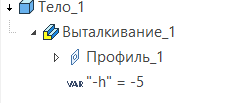 Тело_1
Выталкивание_1
Профиль_1
VAR "-h" = -5